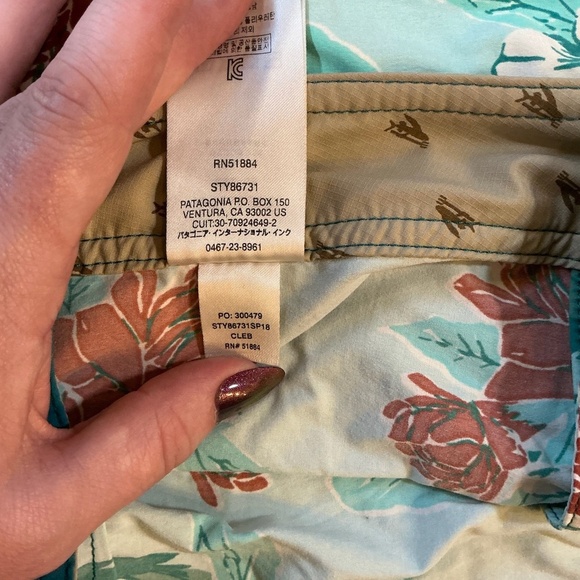 RN51884
STY86731
PATAGONIA P.O. BOX 150
VENTURA, CA 93002 US
CUIT:30-70924649-2
パタゴニア・インターナショナル・インク
0467-23-8961
PO: 300479
STY86731SP18
CLEB
RN# 51884